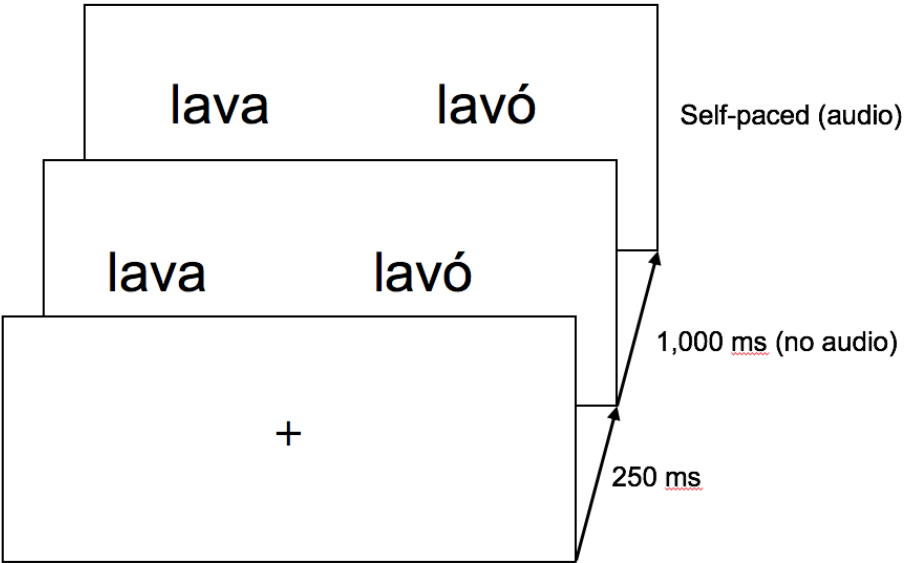 lava lavó
Self-paced (audio)
lava lavó
1,000 ms (no audio)
+
250 ms